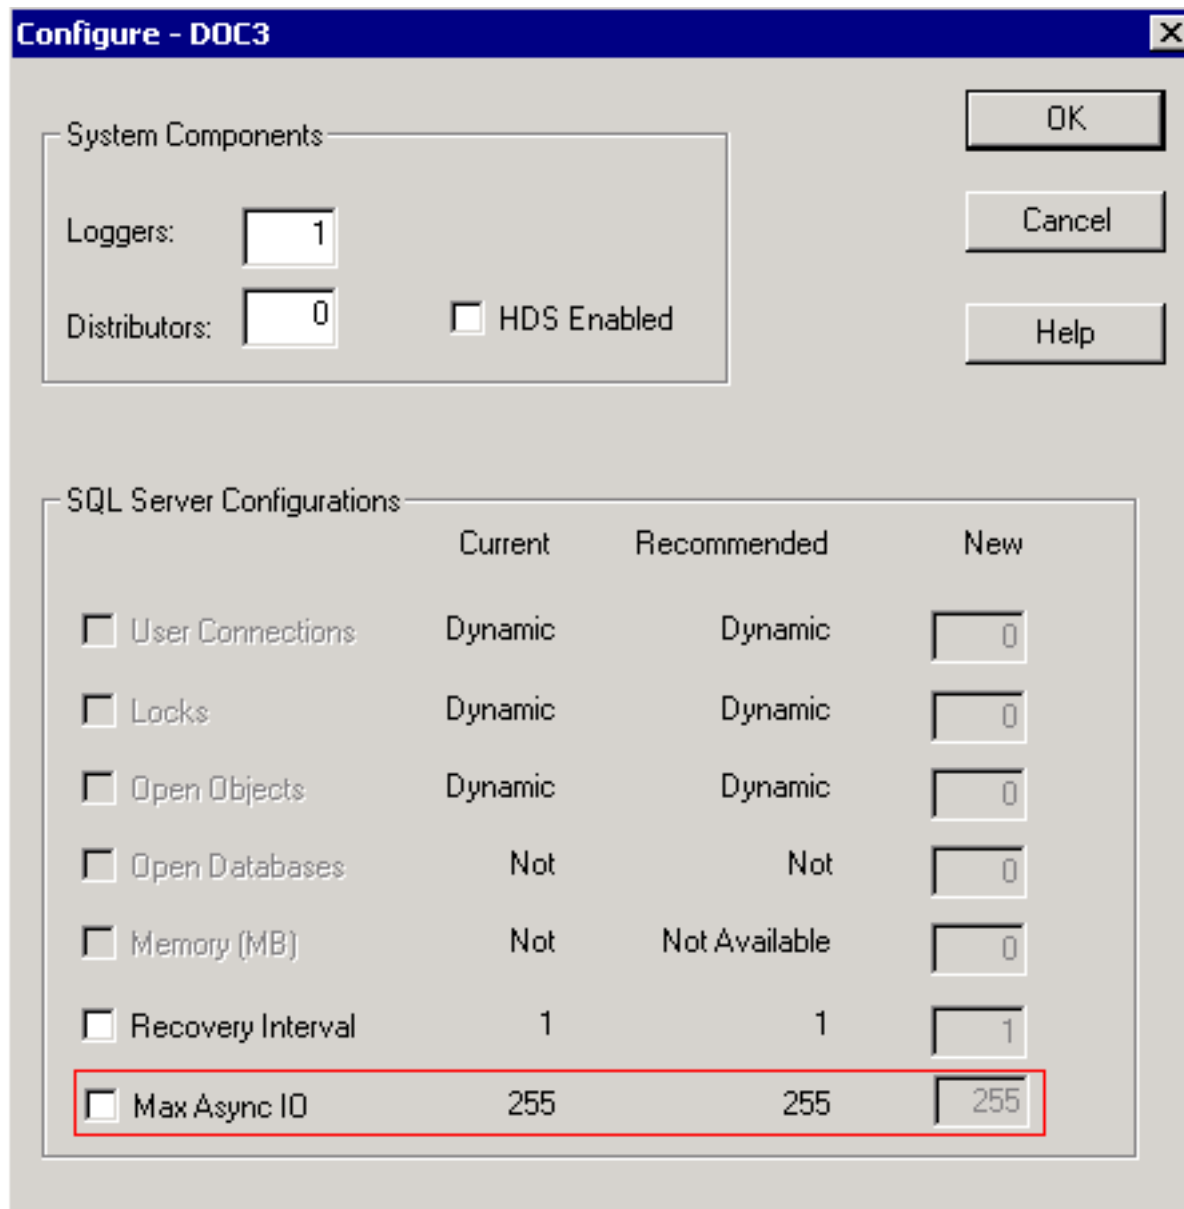 Configure - DOC3
OK
System Components
Loggers: 1
Cancel
Distributors: 0 HDS Enabled
Help
SQL Server Configurations
Current Recommended New
User Connections Dynamic Dynamic 0
Locks Dynamic Dynamic 0
Open Objects Dynamic Dynamic 0
Open Databases Not Not 0
Memory (MB) Not Not Available 0
Recovery Interval 1 1 1
Max Async IO 255 255 255